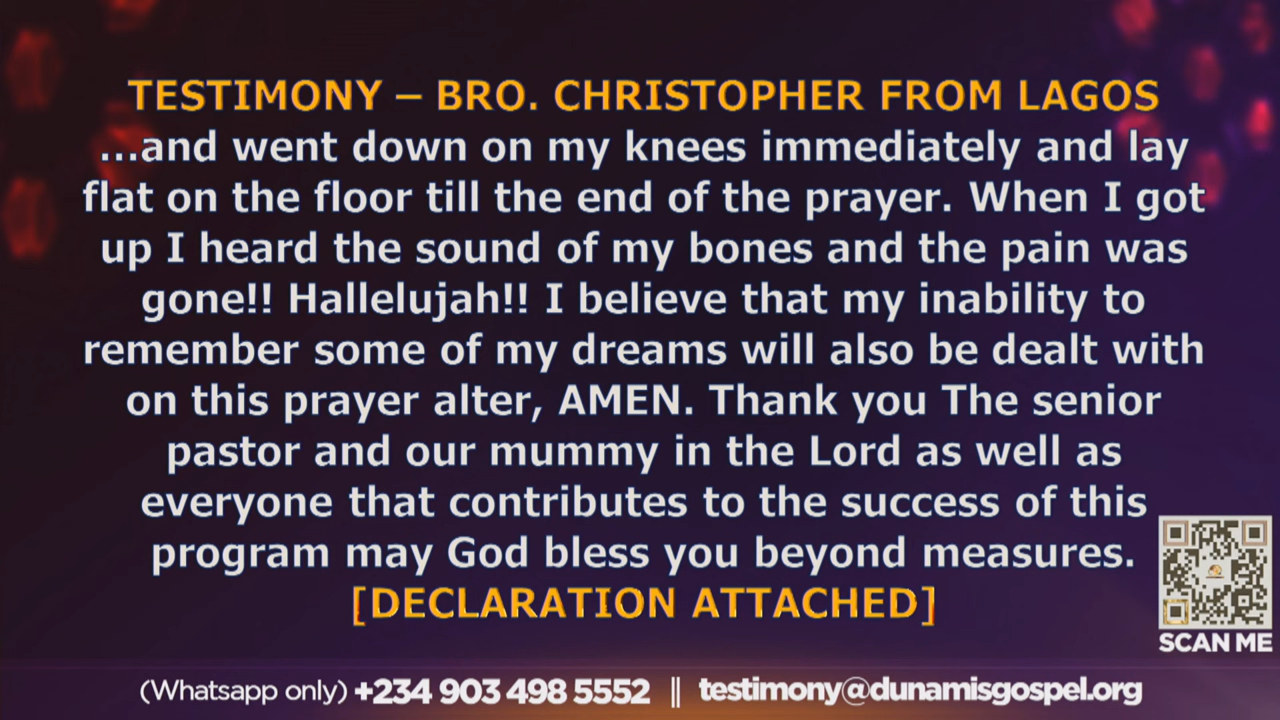 TESTIMONY – BRO. CHRISTOPHER FROM LAGOS
...and went down on my knees immediately and lay
flat on the floor till the end of the prayer. When I got
up I heard the sound of my bones and the pain was
gone!! Hallelujah!! I believe that my inability to
remember some of my dreams will also be dealt with
on this prayer alter, AMEN. Thank you The senior
pastor and our mummy in the Lord as well as
everyone that contributes to the success of this
program may God bless you beyond measures.
[DECLARATION ATTACHED]
SCAN ME
(Whatsapp only) +234 903 498 5552 || testimony@dunamisgospel.org